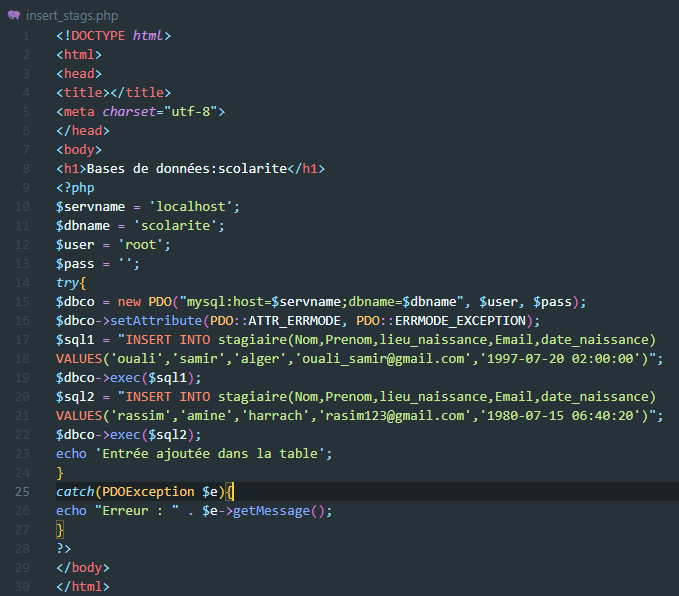 insert_stags.php
1 <!DOCTYPE html>
2 <html>
3 <head>
4 <title></title>
5 <meta charset="utf-8">
6 </head>
7 <body>
8 <h1>Bases de données:scolarite</h1>
9 <?php
10 $servname = 'localhost';
11 $dbname = 'scolarite';
12 $user = 'root';
13 $pass = '';
14 try{
15 $dbco = new PDO("mysql:host=$servname;dbname=$dbname", $user, $pass);
16 $dbco->setAttribute(PDO::ATTR_ERRMODE, PDO::ERRMODE_EXCEPTION);
17 $sql1 = "INSERT INTO stagiaire(Nom,Prenom,lieu_naissance,Email,date_naissance)
18 VALUES('ouali','samir','alger','ouali_samir@gmail.com','1997-07-20 02:00:00')";
19 $dbco->exec($sql1);
20 $sql2 = "INSERT INTO stagiaire(Nom,Prenom,lieu_naissance,Email,date_naissance)
21 VALUES('rassim','amine','harrach','rasim123@gmail.com','1980-07-15 06:40:20')";
22 $dbco->exec($sql2);
23 echo 'Entrée ajoutée dans la table';
24 }
25 catch(PDOException $e){
26 echo "Erreur : " . $e->getMessage();
27 }
28 ?>
29 </body>
30 </html>